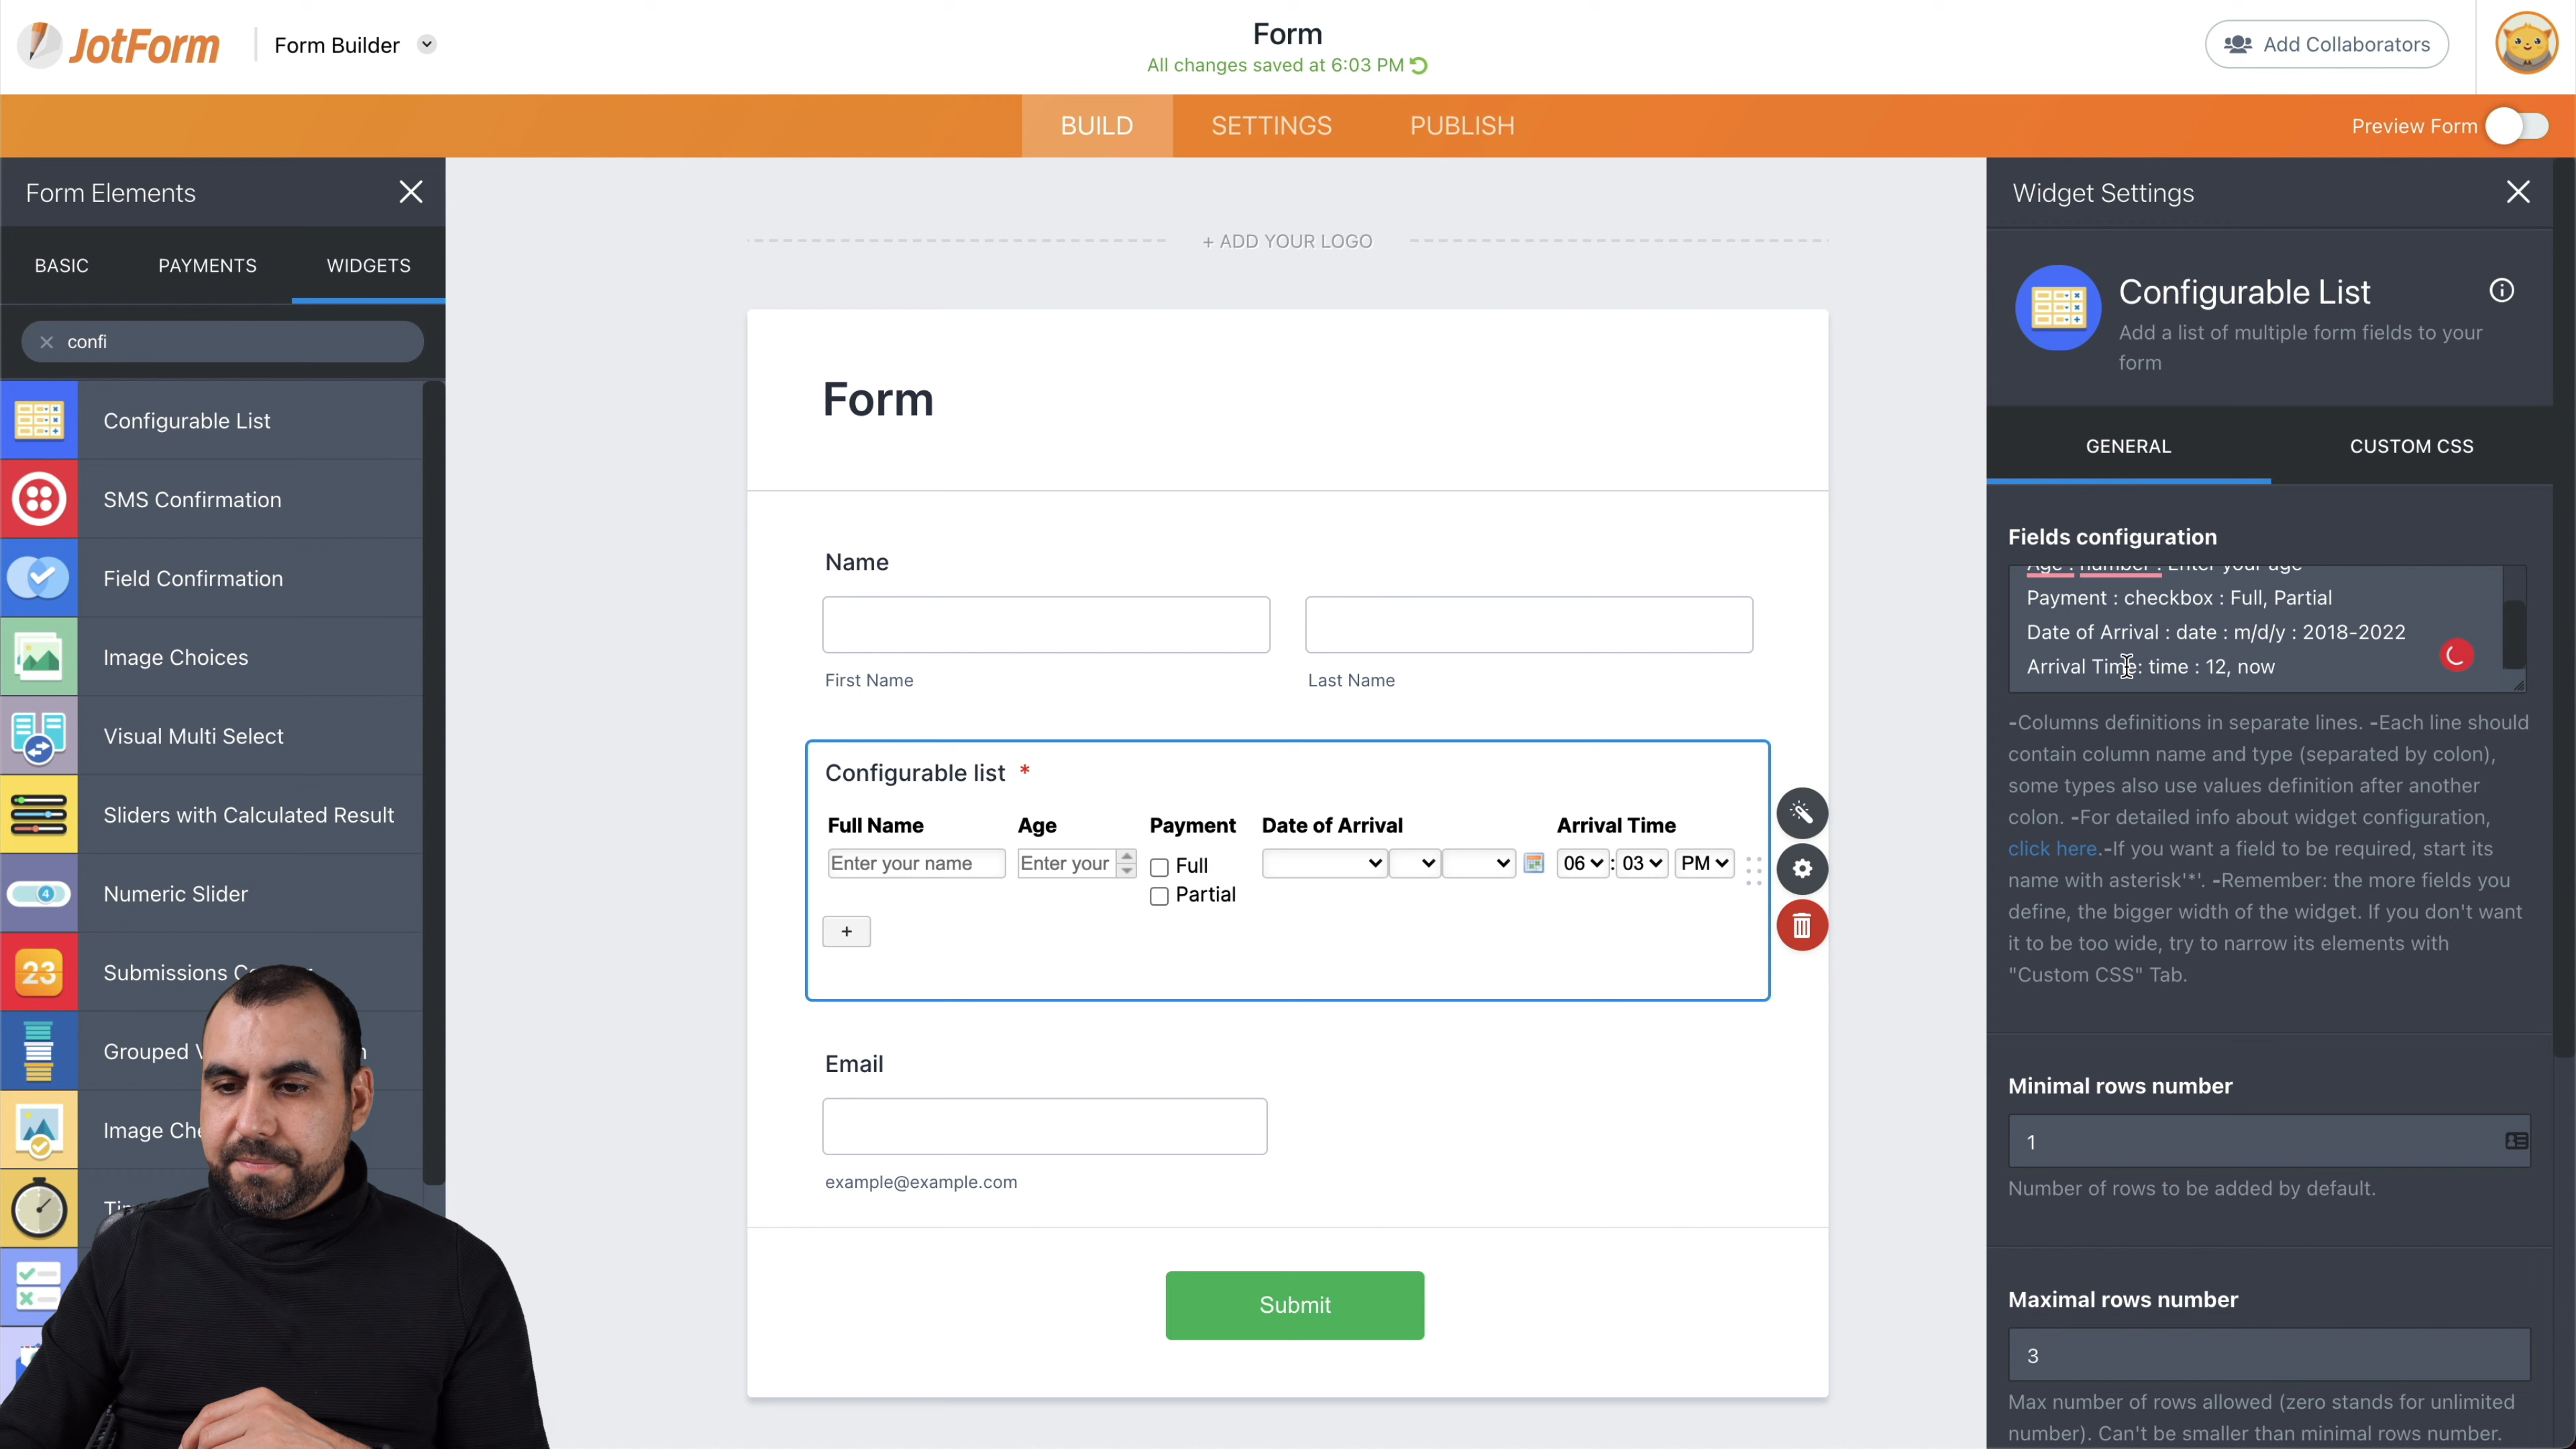 JotForm
Form Builder
Form
All changes saved at 6:03 PM
Add Collaborators
BUILD
SETTINGS
PUBLISH
Preview Form
Form Elements
BASIC
PAYMENTS
WIDGETS
confi
Configurable List
SMS Confirmation
Field Confirmation
Image Choices
Visual Multi Select
Sliders with Calculated Result
Numeric Slider
23
Submissions
Grouped
Image
+ ADD YOUR LOGO
Form
Name
First Name
Last Name
Configurable list *
Full Name
Age
Payment
Date of Arrival
Arrival Time
Enter your name
Enter your
Full
Partial
06 : 03 PM
+
Email
example@example.com
Submit
Widget Settings
Configurable List
Add a list of multiple form fields to your
form
GENERAL
CUSTOM CSS
Fields configuration
Age : number : Enter your age
Payment : checkbox : Full, Partial
Date of Arrival : date : m/d/y : 2018-2022
Arrival Time: time : 12, now
-Columns definitions in separate lines. -Each line should
contain column name and type (separated by colon),
some types also use values definition after another
colon. -For detailed info about widget configuration,
click here.-If you want a field to be required, start its
name with asterisk'*'. -Remember: the more fields you
define, the bigger width of the widget. If you don't want
it to be too wide, try to narrow its elements with
"Custom CSS" Tab.
Minimal rows number
1
Number of rows to be added by default.
Maximal rows number
3
Max number of rows allowed (zero stands for unlimited
number). Can't be smaller than minimal rows number.